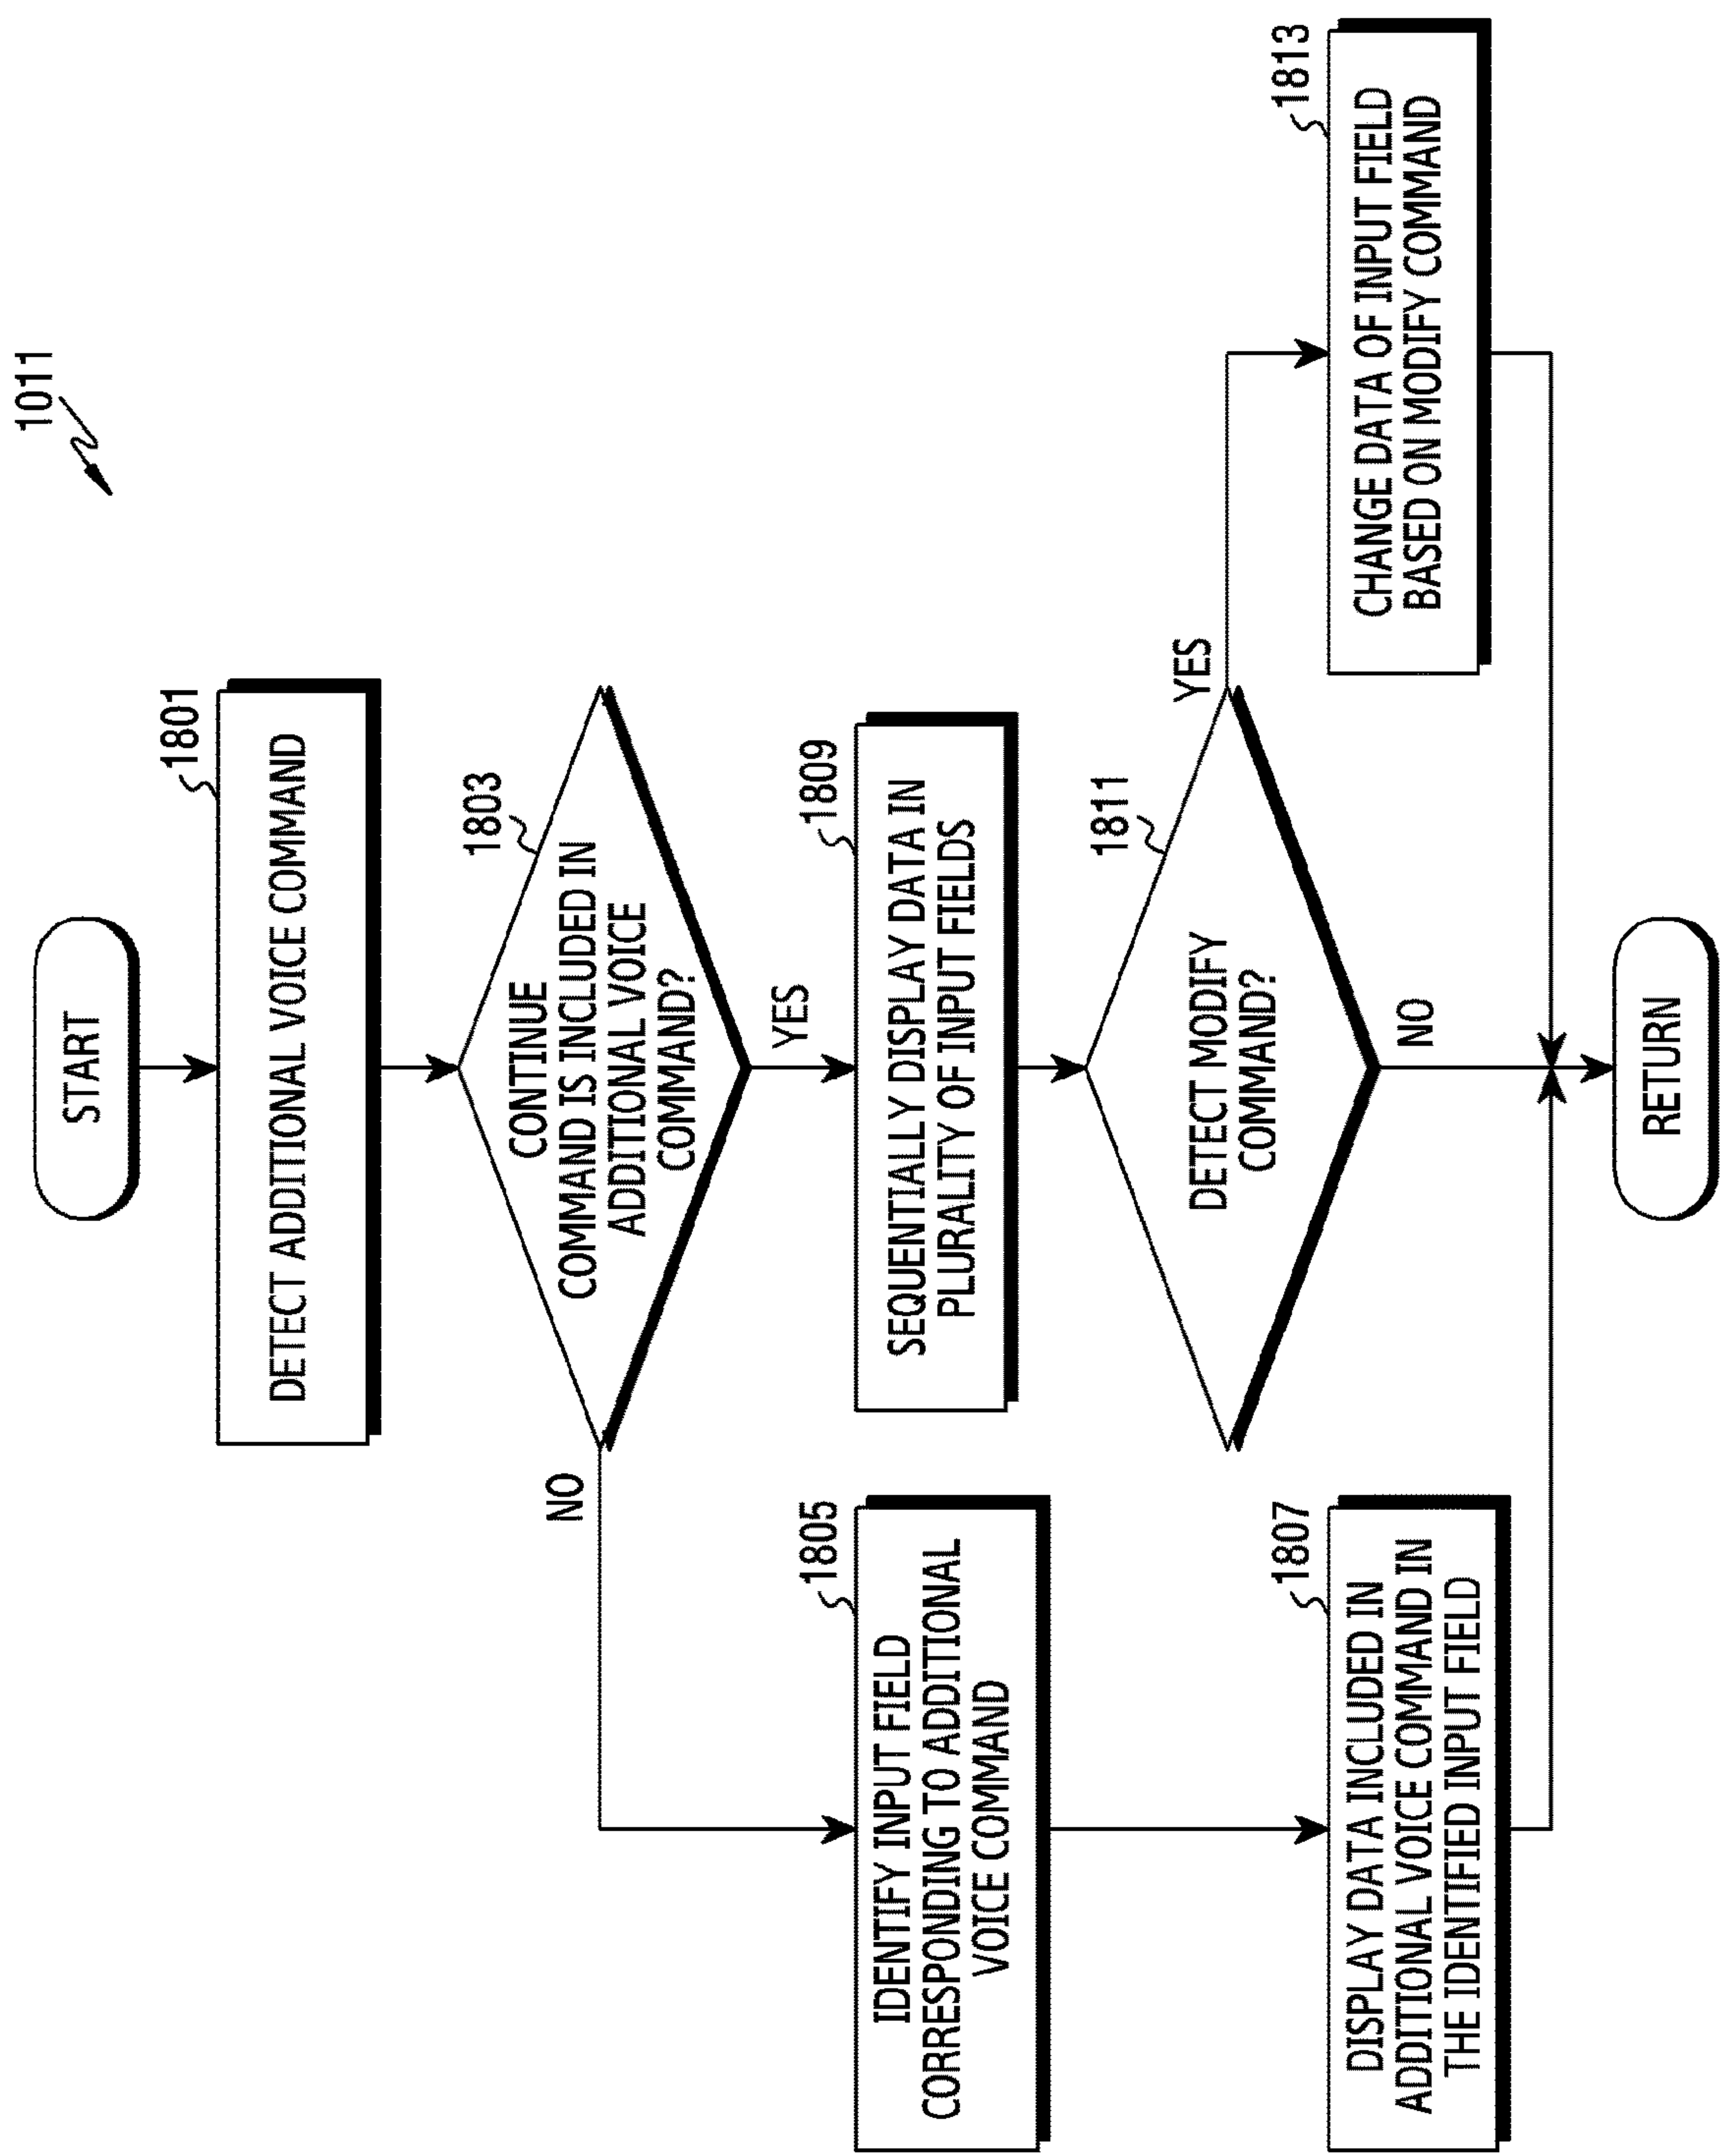 1011
START
1801
DETECT ADDITIONAL VOICE COMMAND
1803
CONTINUE
COMMAND IS INCLUDED IN
ADDITIONAL VOICE
COMMAND?
NO
YES
1805
IDENTIFY INPUT FIELD
CORRESPONDING TO ADDITIONAL
VOICE COMMAND
1809
SEQUENTIALLY DISPLAY DATA IN
PLURALITY OF INPUT FIELDS
1811
DETECT MODIFY
COMMAND?
YES
NO
1807
DISPLAY DATA INCLUDED IN
ADDITIONAL VOICE COMMAND IN
THE IDENTIFIED INPUT FIELD
1813
CHANGE DATA OF INPUT FIELD
BASED ON MODIFY COMMAND
RETURN